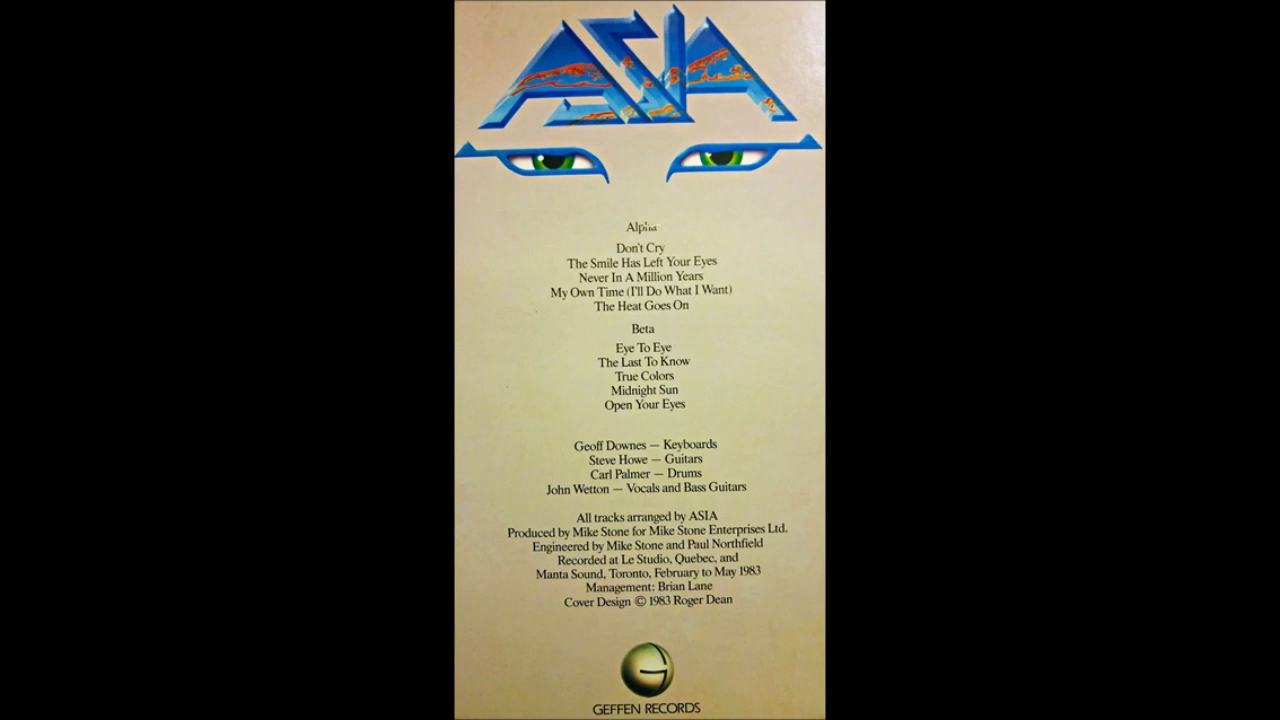 ASIA
Alpha
Don't Cry
The Smile Has Left Your Eyes
Never In A Million Years
My Own Time (I'll Do What I Want)
The Heat Goes On
Beta
Eye To Eye
The Last To Know
True Colors
Midnight Sun
Open Your Eyes
Geoff Downes — Keyboards
Steve Howe — Guitars
Carl Palmer — Drums
John Wetton — Vocals and Bass Guitars
All tracks arranged by ASIA
Produced by Mike Stone for Mike Stone Enterprises Ltd.
Engineered by Mike Stone and Paul Northfield
Recorded at Le Studio, Quebec, and
Manta Sound, Toronto, February to May 1983
Management: Brian Lane
Cover Design © 1983 Roger Dean
GEFFEN RECORDS